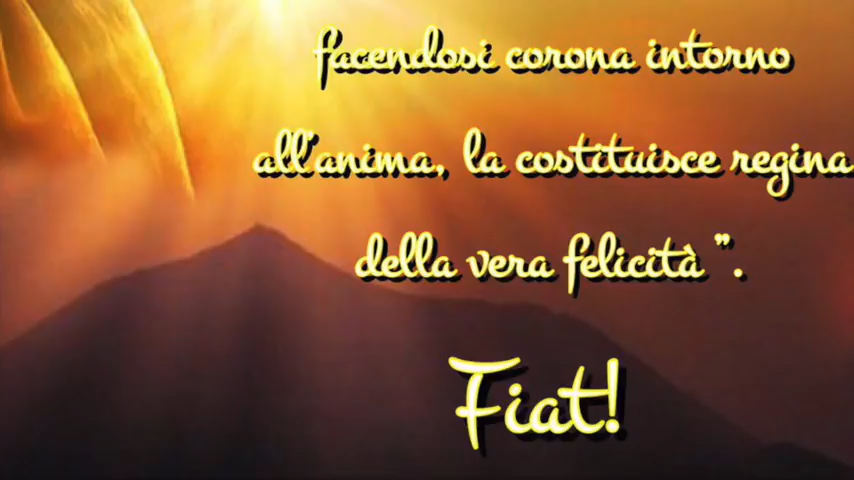 facendosi corona intorno
all'anima, la costituisce regina
della vera felicità ".
Fiat!